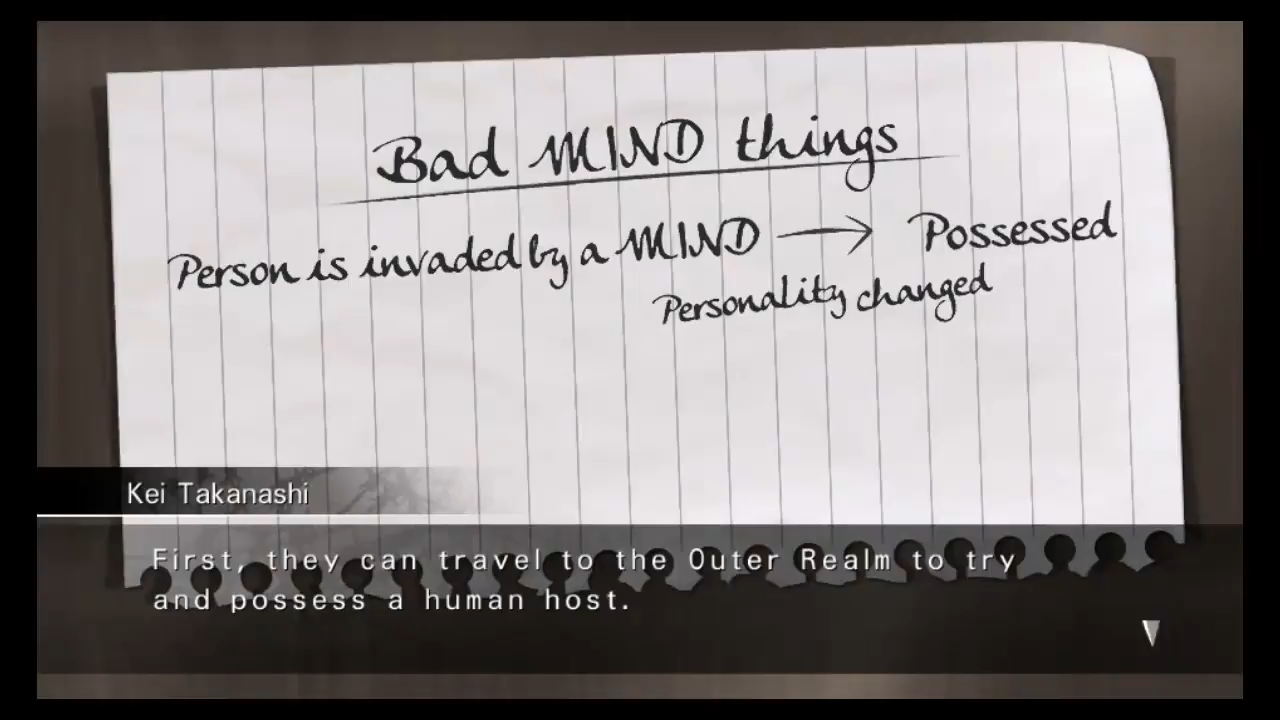 Bad MIND things
Person is invaded by a MIND → Possessed
Personality changed
Kei Takanashi
First, they can travel to the Outer Realm to try
and possess a human host.